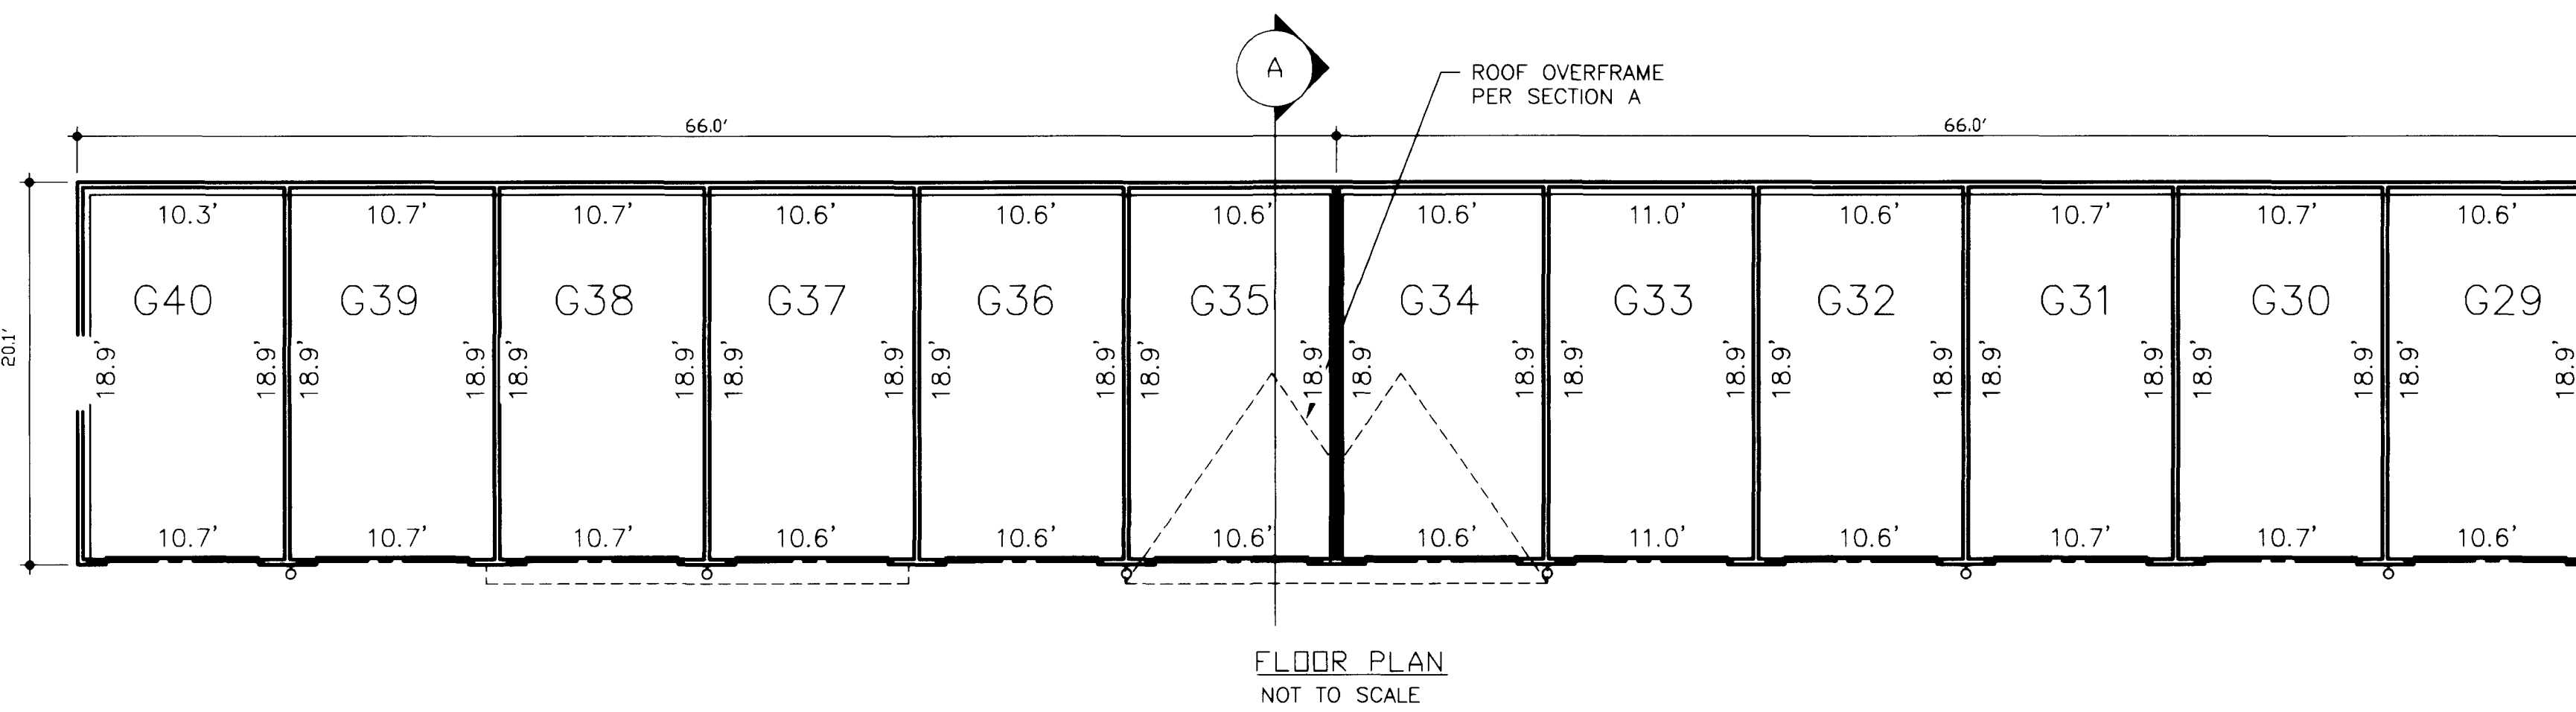 A
ROOF OVERFRAME
PER SECTION A
66.0' 66.0'
10.3' 10.7' 10.7' 10.6' 10.6' 10.6' 10.6' 11.0' 10.6' 10.7' 10.7' 10.6'
G40 G39 G38 G37 G36 G35 G34 G33 G32 G31 G30 G29
20.1'
18.9' 18.9' 18.9' 18.9' 18.9' 18.9' 18.9' 18.9' 18.9' 18.9' 18.9' 18.9' 18.9' 18.9' 18.9' 18.9' 18.9' 18.9' 18.9' 18.9' 18.9' 18.9' 18.9' 18.9'
10.7' 10.7' 10.7' 10.6' 10.6' 10.6' 10.6' 11.0' 10.6' 10.7' 10.7' 10.6'
FLOOR PLAN
NOT TO SCALE